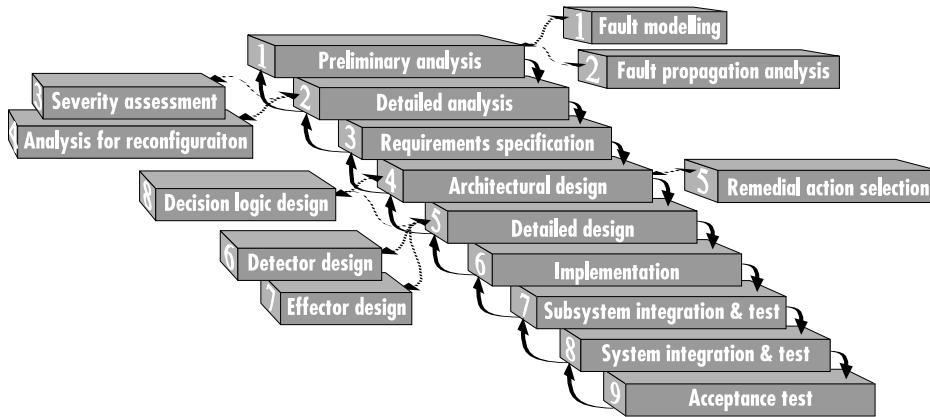 1 Fault modelling
1 Preliminary analysis
2 Fault propagation analysis
3 Severity assessment
2 Detailed analysis
4 Analysis for reconfiguraiton
3 Requirements specification
4 Architectural design
5 Remedial action selection
8 Decision logic design
5 Detailed design
6 Detector design
6 Implementation
7 Effector design
7 Subsystem integration & test
8 System integration & test
9 Acceptance test